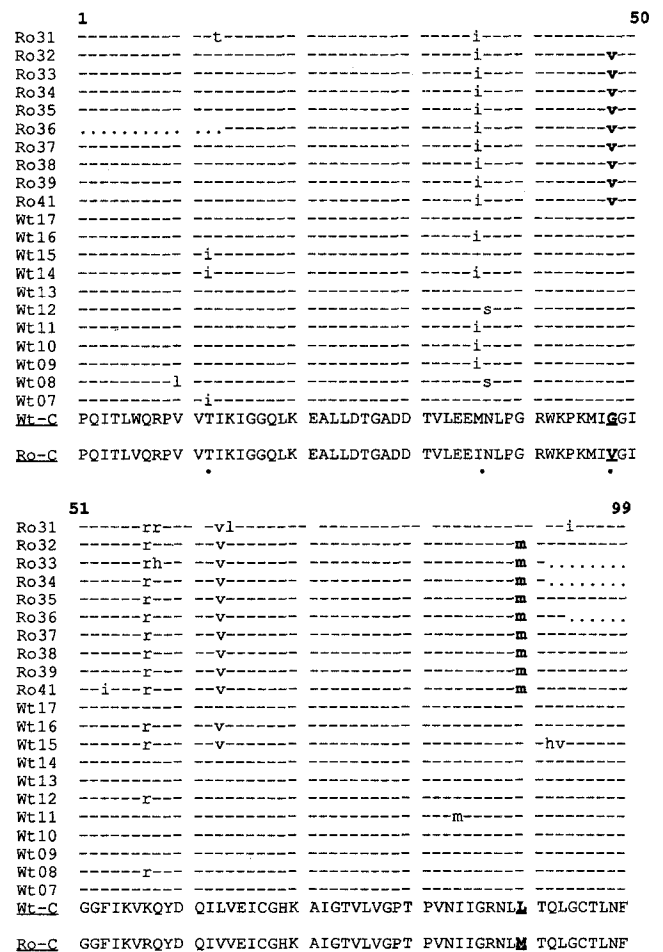 1 50
Ro31 ---------- --t------- ---------- -----i---- ----------
Ro32 ---------- ---------- ---------- -----i---- -------v--
Ro33 ---------- ---------- ---------- -----i---- -------v--
Ro34 ---------- ---------- ---------- -----i---- -------v--
Ro35 ---------- ---------- ---------- -----i---- -------v--
Ro36 .......... ...------- ---------- -----i---- -------v--
Ro37 ---------- ---------- ---------- -----i---- -------v--
Ro38 ---------- ---------- ---------- -----i---- -------v--
Ro39 ---------- ---------- ---------- -----i---- -------v--
Ro41 ---------- ---------- ---------- -----i---- -------v--
Wt17 ---------- ---------- ---------- ---------- ----------
Wt16 ---------- ---------- ---------- -----i---- ----------
Wt15 ---------- -i-------- ---------- ---------- ----------
Wt14 ---------- -i-------- ---------- -----i---- ----------
Wt13 ---------- ---------- ---------- ---------- ----------
Wt12 ---------- ---------- ---------- ------s--- ----------
Wt11 ---------- ---------- ---------- -----i---- ----------
Wt10 ---------- ---------- ---------- -----i---- ----------
Wt09 ---------- ---------- ---------- -----i---- ----------
Wt08 ---------l ---------- ---------- ------s--- ----------
Wt07 ---------- -i-------- ---------- ---------- ----------
Wt-C PQITLWQRPV VTIKIGGQLK EALLDTGADD TVLEEMNLPG RWKPKMIGGI
Ro-C PQITLVQRPV VTIKIGGQLK EALLDTGADD TVLEEINLPG RWKPKMIVGI
• • •
51 99
Ro31 ------rr-- --vl------ ---------- ---------- ---i-----
Ro32 ------r--- --v------- ---------- ---------m ---------
Ro33 ------rh-- --v------- ---------- ---------m -........
Ro34 ------r--- --v------- ---------- ---------m -........
Ro35 ------r--- --v------- ---------- ---------m ---------
Ro36 ------r--- --v------- ---------- ---------m ---......
Ro37 ------r--- --v------- ---------- ---------m ---------
Ro38 ------r--- --v------- ---------- ---------m ---------
Ro39 ------r--- --v------- ---------- ---------m ---------
Ro41 --i---r--- --v------- ---------- ---------m ---------
Wt17 ---------- ---------- ---------- ---------- ---------
Wt16 ------r--- --v------- ---------- ---------- ---------
Wt15 ------r--- --v------- ---------- ---------- -hv------
Wt14 ---------- ---------- ---------- ---------- ---------
Wt13 ---------- ---------- ---------- ---------- ---------
Wt12 ------r--- ---------- ---------- ---------- ---------
Wt11 ---------- ---------- ---------- ---m------ ---------
Wt10 ---------- ---------- ---------- ---------- ---------
Wt09 ---------- ---------- ---------- ---------- ---------
Wt08 ------r--- ---------- ---------- ---------- ---------
Wt07 ---------- ---------- ---------- ---------- ---------
Wt-C GGFIKVKQYD QILVEICGHK AIGTVLVGPT PVNIIGRNLL TQLGCTLNF
Ro-C GGFIKVRQYD QIVVEICGHK AIGTVLVGPT PVNIIGRNLM TQLGCTLNF